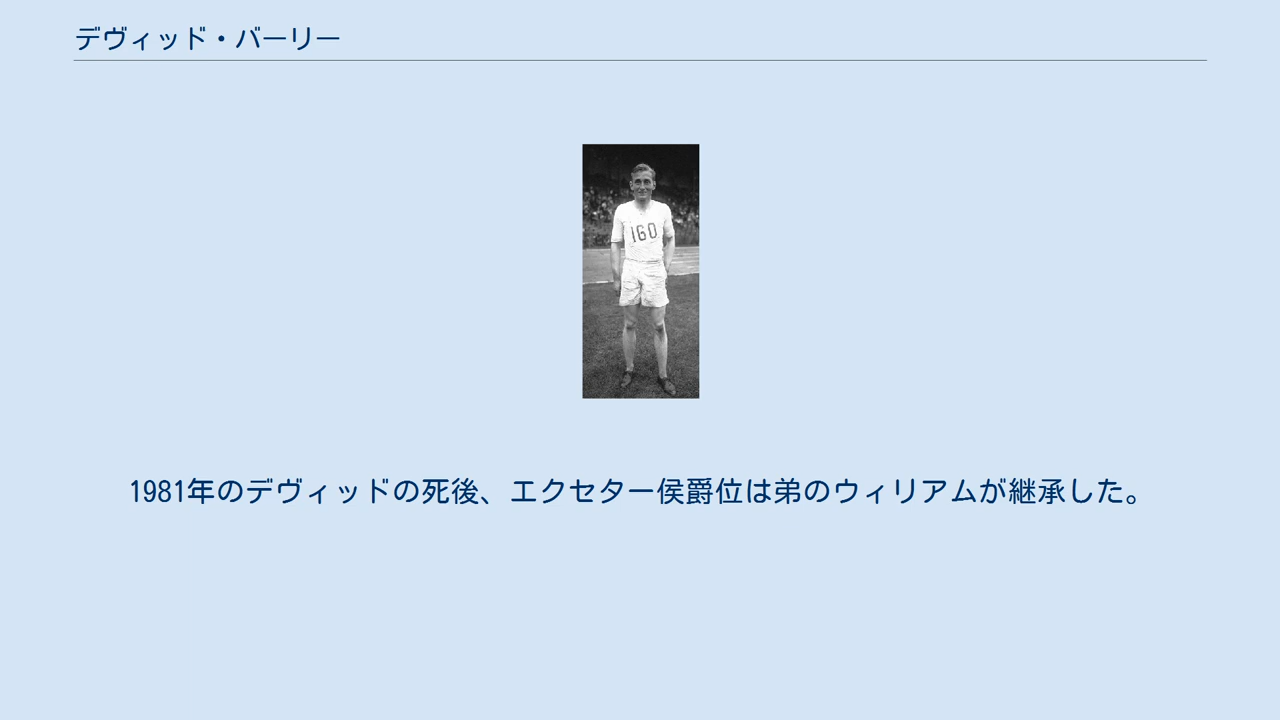 デヴィッド・バーリー
160
1981年のデヴィッドの死後、エクセター侯爵位は弟のウィリアムが継承した。